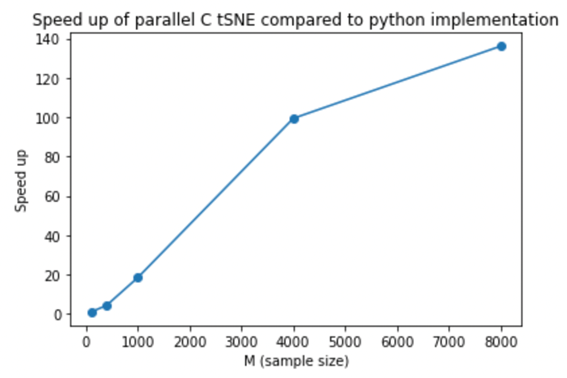 Speed up of parallel C tSNE compared to python implementation
140
120
100
80
60
40
20
0
Speed up
0 1000 2000 3000 4000 5000 6000 7000 8000
M (sample size)